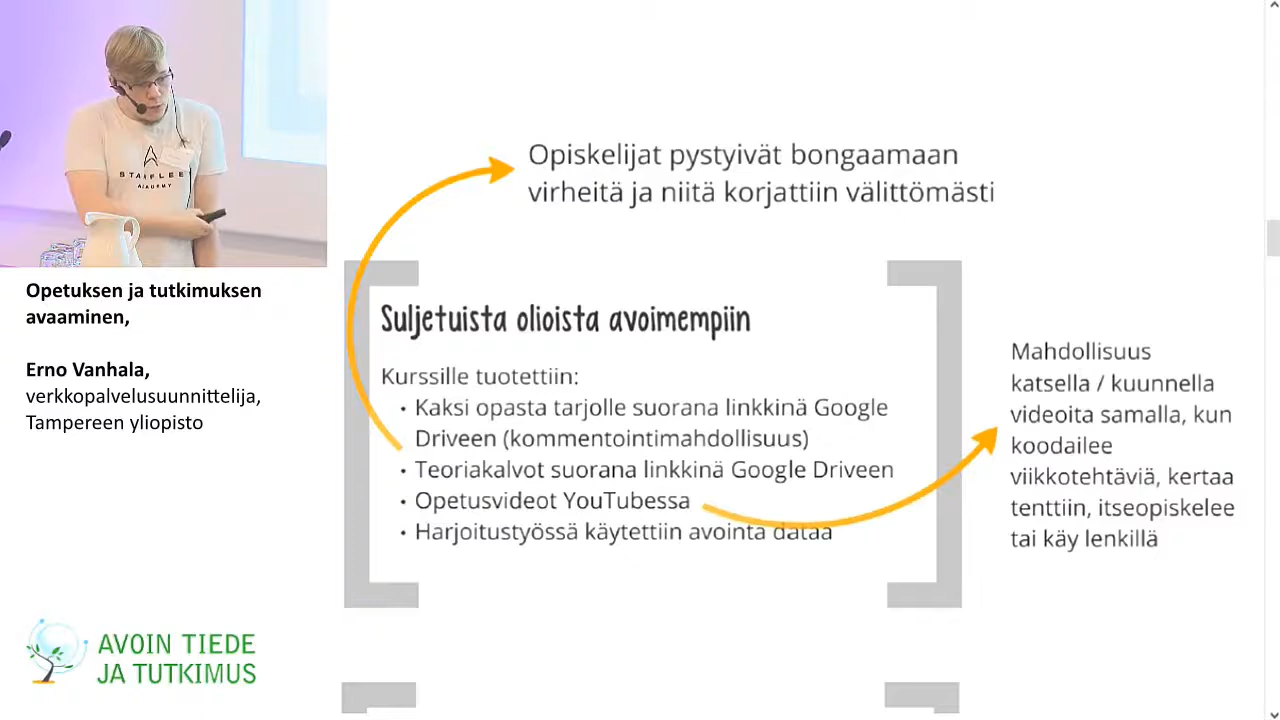 STARFLEET
ACADEMY
Opetuksen ja tutkimuksen
avaaminen,
Erno Vanhala,
verkkopalvelusuunnittelija,
Tampereen yliopisto
AVOIN TIEDE
JA TUTKIMUS
Opiskelijat pystyivät bongaamaan
virheitä ja niitä korjattiin välittömästi
Suljetuista olioista avoimempiin
Kurssille tuotettiin:
• Kaksi opasta tarjolle suorana linkkinä Google
Driveen (kommentointimahdollisuus)
• Teoriakalvot suorana linkkinä Google Driveen
• Opetusvideot YouTubessa
• Harjoitustyössä käytettiin avointa dataa
Mahdollisuus
katsella / kuunnella
videoita samalla, kun
koodailee
viikkotehtäviä, kertaa
tenttiin, itseopiskelee
tai käy lenkillä